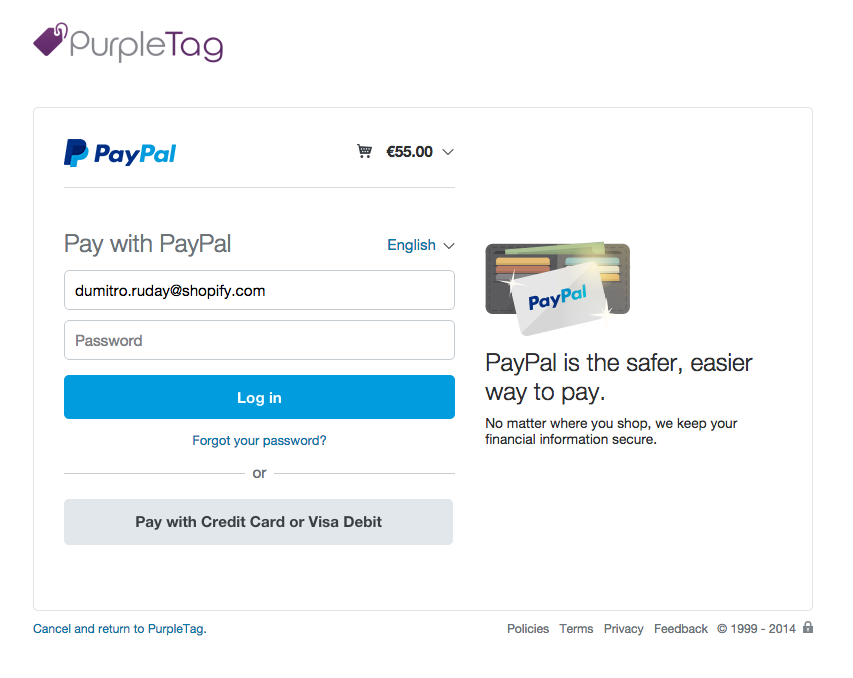 PurpleTag
PayPal
€55.00
Pay with PayPal
English
dumitro.ruday@shopify.com
Password
Log in
Forgot your password?
or
Pay with Credit Card or Visa Debit
PayPal
PayPal is the safer, easier
way to pay.
No matter where you shop, we keep your
financial information secure.
Cancel and return to PurpleTag.
Policies Terms Privacy Feedback © 1999 - 2014